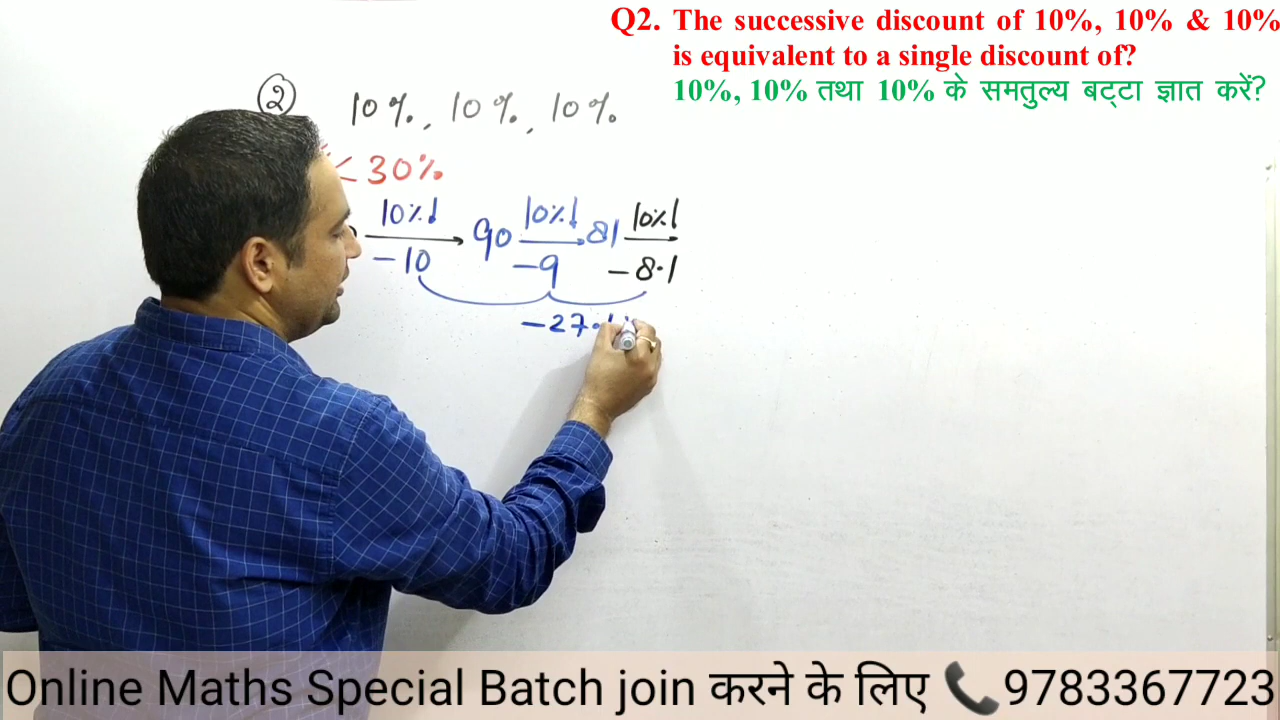 Q2. The successive discount of 10%, 10% & 10%
is equivalent to a single discount of?
10%, 10% तथा 10% के समतुल्य बट्टा ज्ञात करें?
2 10%, 10%, 10%
< 30%
10%↓ 10%↓ 10%↓
90 81
-10 -9 -8.1
-27.1
Online Maths Special Batch join करने के लिए 📞9783367723